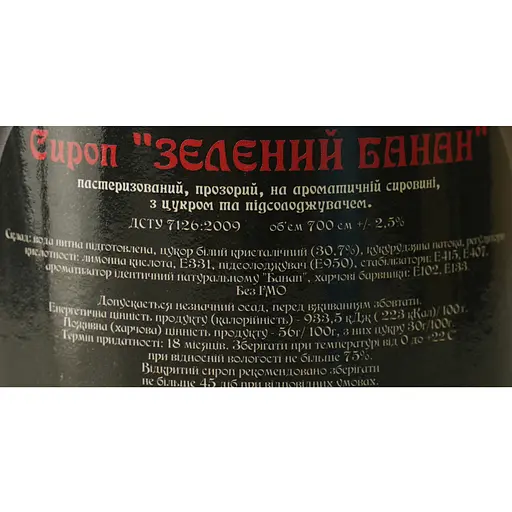 Сироп "ЗЕЛЕНИЙ БАНАН"
пастеризований, прозорий, на ароматичній сировині,
з цукром та підсолоджувачем.
ДСТУ 7126:2009 об'єм 700 см +/- 2,5%
Склад: вода питна підготовлена, цукор білий кристалічний (30,7%), кукурудзяна патока, регулятори
кислотності: лимонна кислота, Е331, підсолоджувач (Е950), стабілізатори: Е415, Е407,
ароматизатор ідентичний натуральному "Банан", харчові барвники: Е102, Е133.
Без ГМО
Допускається незначний осад, перед вживанням збовтати.
Енергетична цінність продукту (калорійність) - 933,5 кДж ( 223 кКал)/100г.
Поживна (харчова) цінність продукту - 56г/ 100г, з них цукру 30г/100г.
Термін придатності: 18 місяців. Зберігати при температурі від 0 до +22 С
при відносній вологості не більше 75%.
Відкритий сироп рекомендовано зберігати
не більше 45 діб при відповідних умовах.